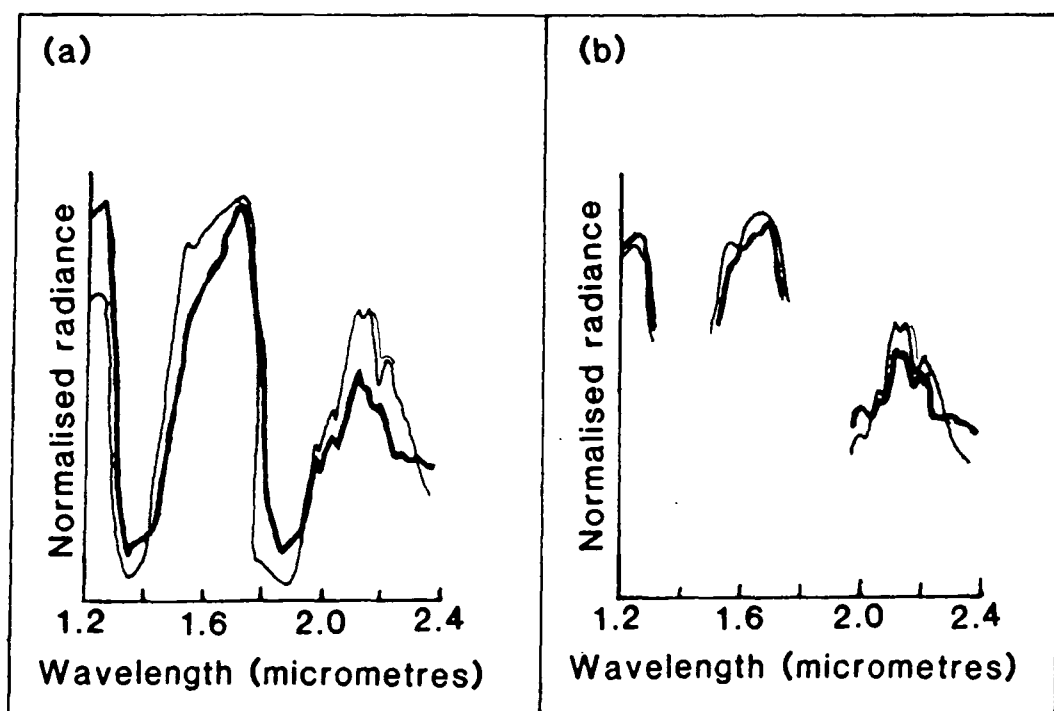 (a)
Normalised radiance
1.2 1.6 2.0 2.4
Wavelength (micrometres)
(b)
Normalised radiance
1.2 1.6 2.0 2.4
Wavelength (micrometres)